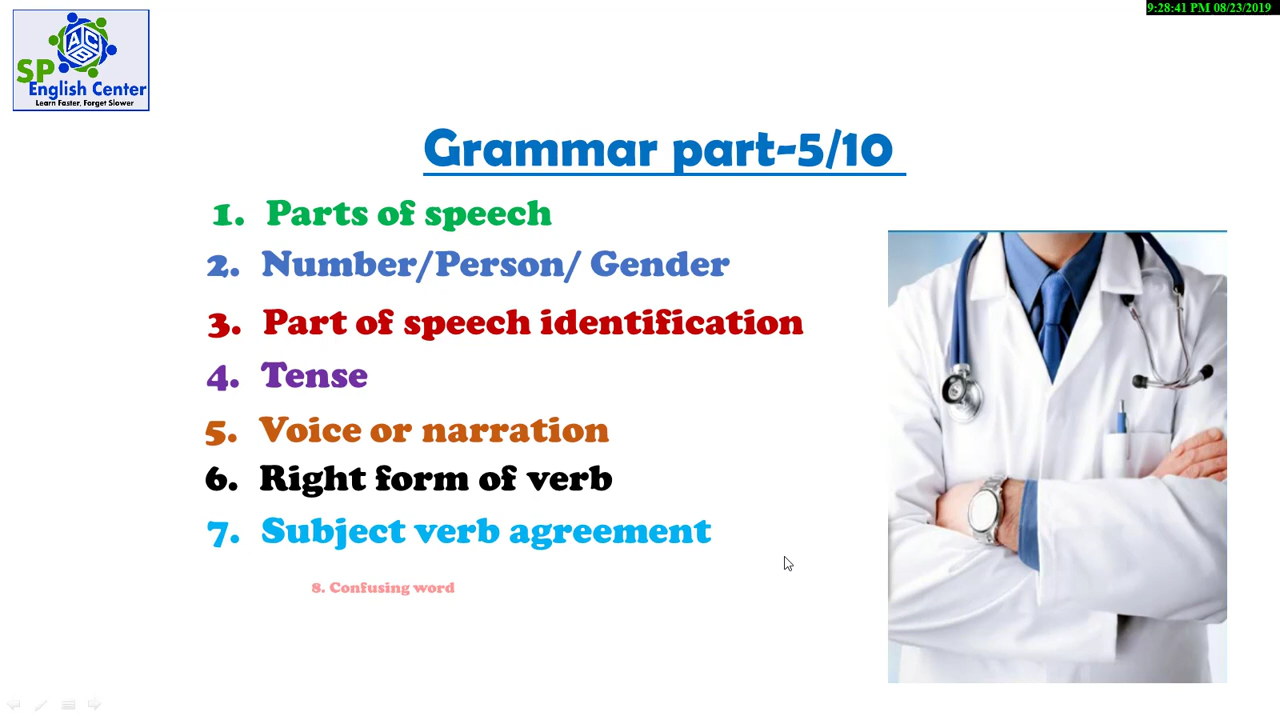 9:28:41 PM 08/23/2019
ABC
SP
English Center
Learn Faster, Forget Slower
Grammar part-5/10
1. Parts of speech
2. Number/Person/ Gender
3. Part of speech identification
4. Tense
5. Voice or narration
6. Right form of verb
7. Subject verb agreement
8. Confusing word